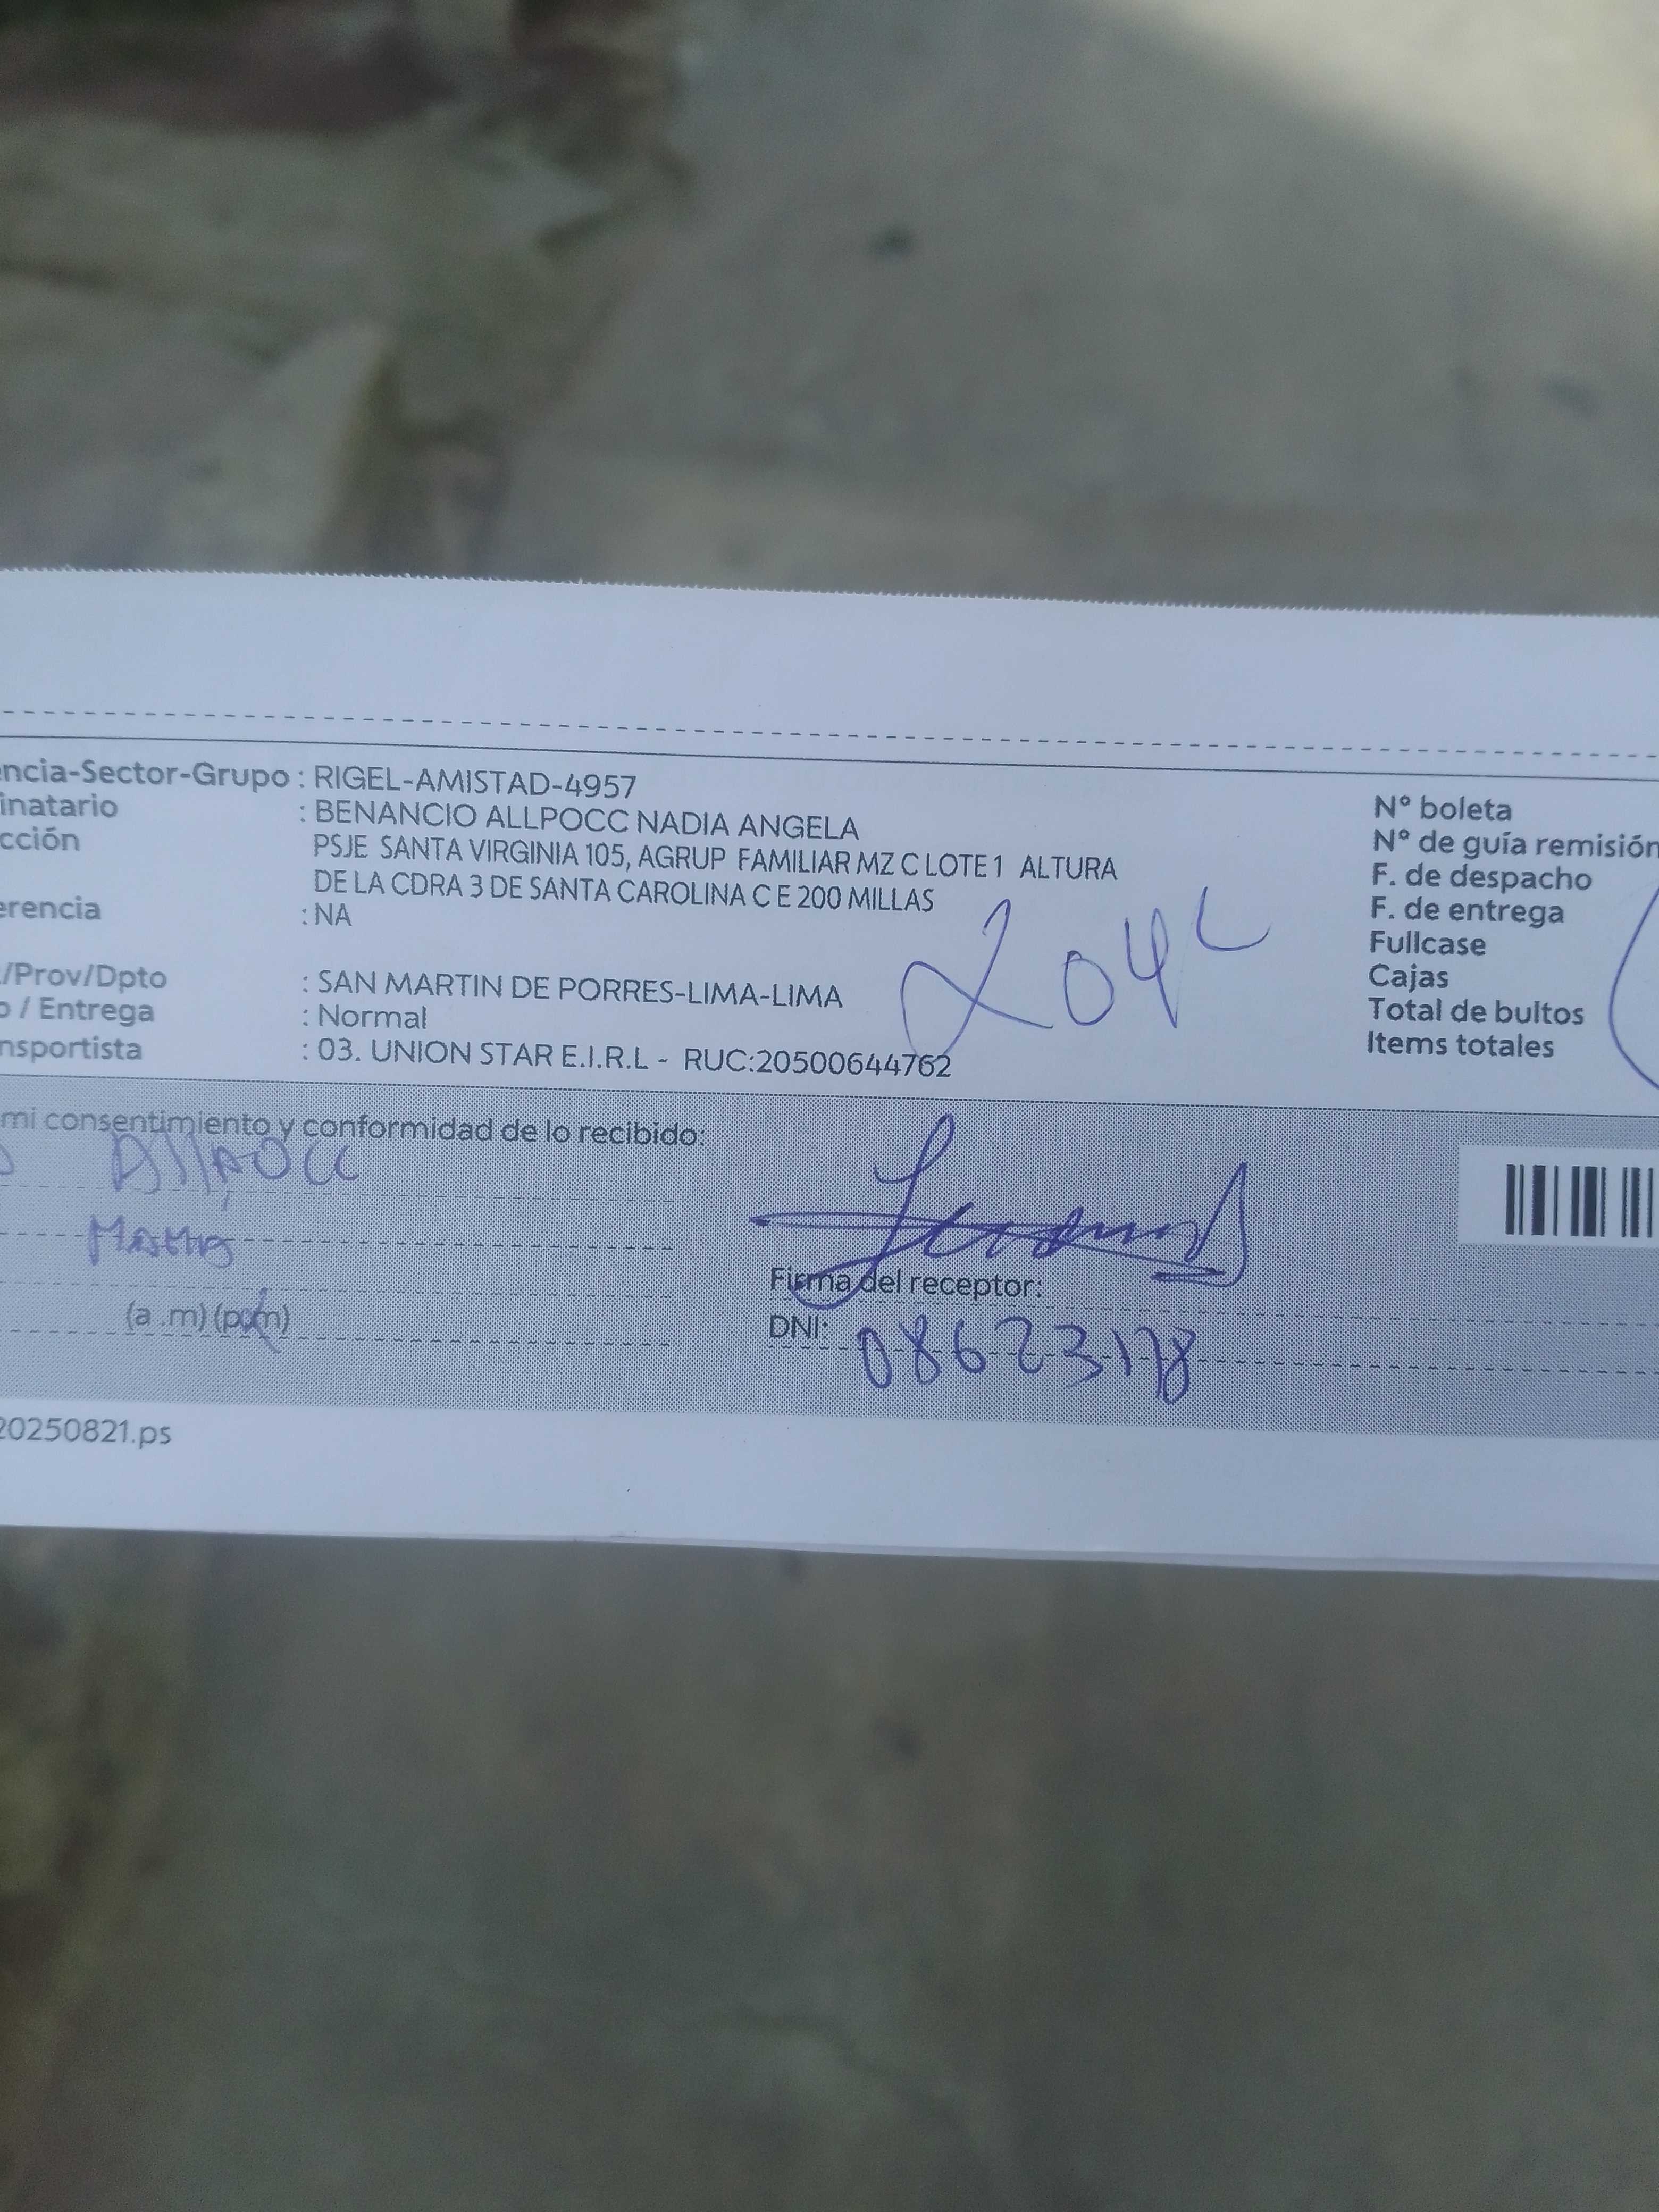 ncia-Sector-Grupo : RIGEL-AMISTAD-4957
inatario : BENANCIO ALLPOCC NADIA ANGELA
cción PSJE SANTA VIRGINIA 105, AGRUP FAMILIAR MZ C LOTE 1 ALTURA
DE LA CDRA 3 DE SANTA CAROLINA C E 200 MILLAS
erencia : NA
/Prov/Dpto : SAN MARTIN DE PORRES-LIMA-LIMA
o / Entrega : Normal
nsportista : 03. UNION STAR E.I.R.L - RUC:20500644762
204
Nº boleta
Nº de guía remisión
F. de despacho
F. de entrega
Fullcase
Cajas
Total de bultos
Items totales
mi consentimiento y conformidad de lo recibido:
Allpocc
(a .m) (p.m)
Firma del receptor:
DNI: 08623178
20250821.ps